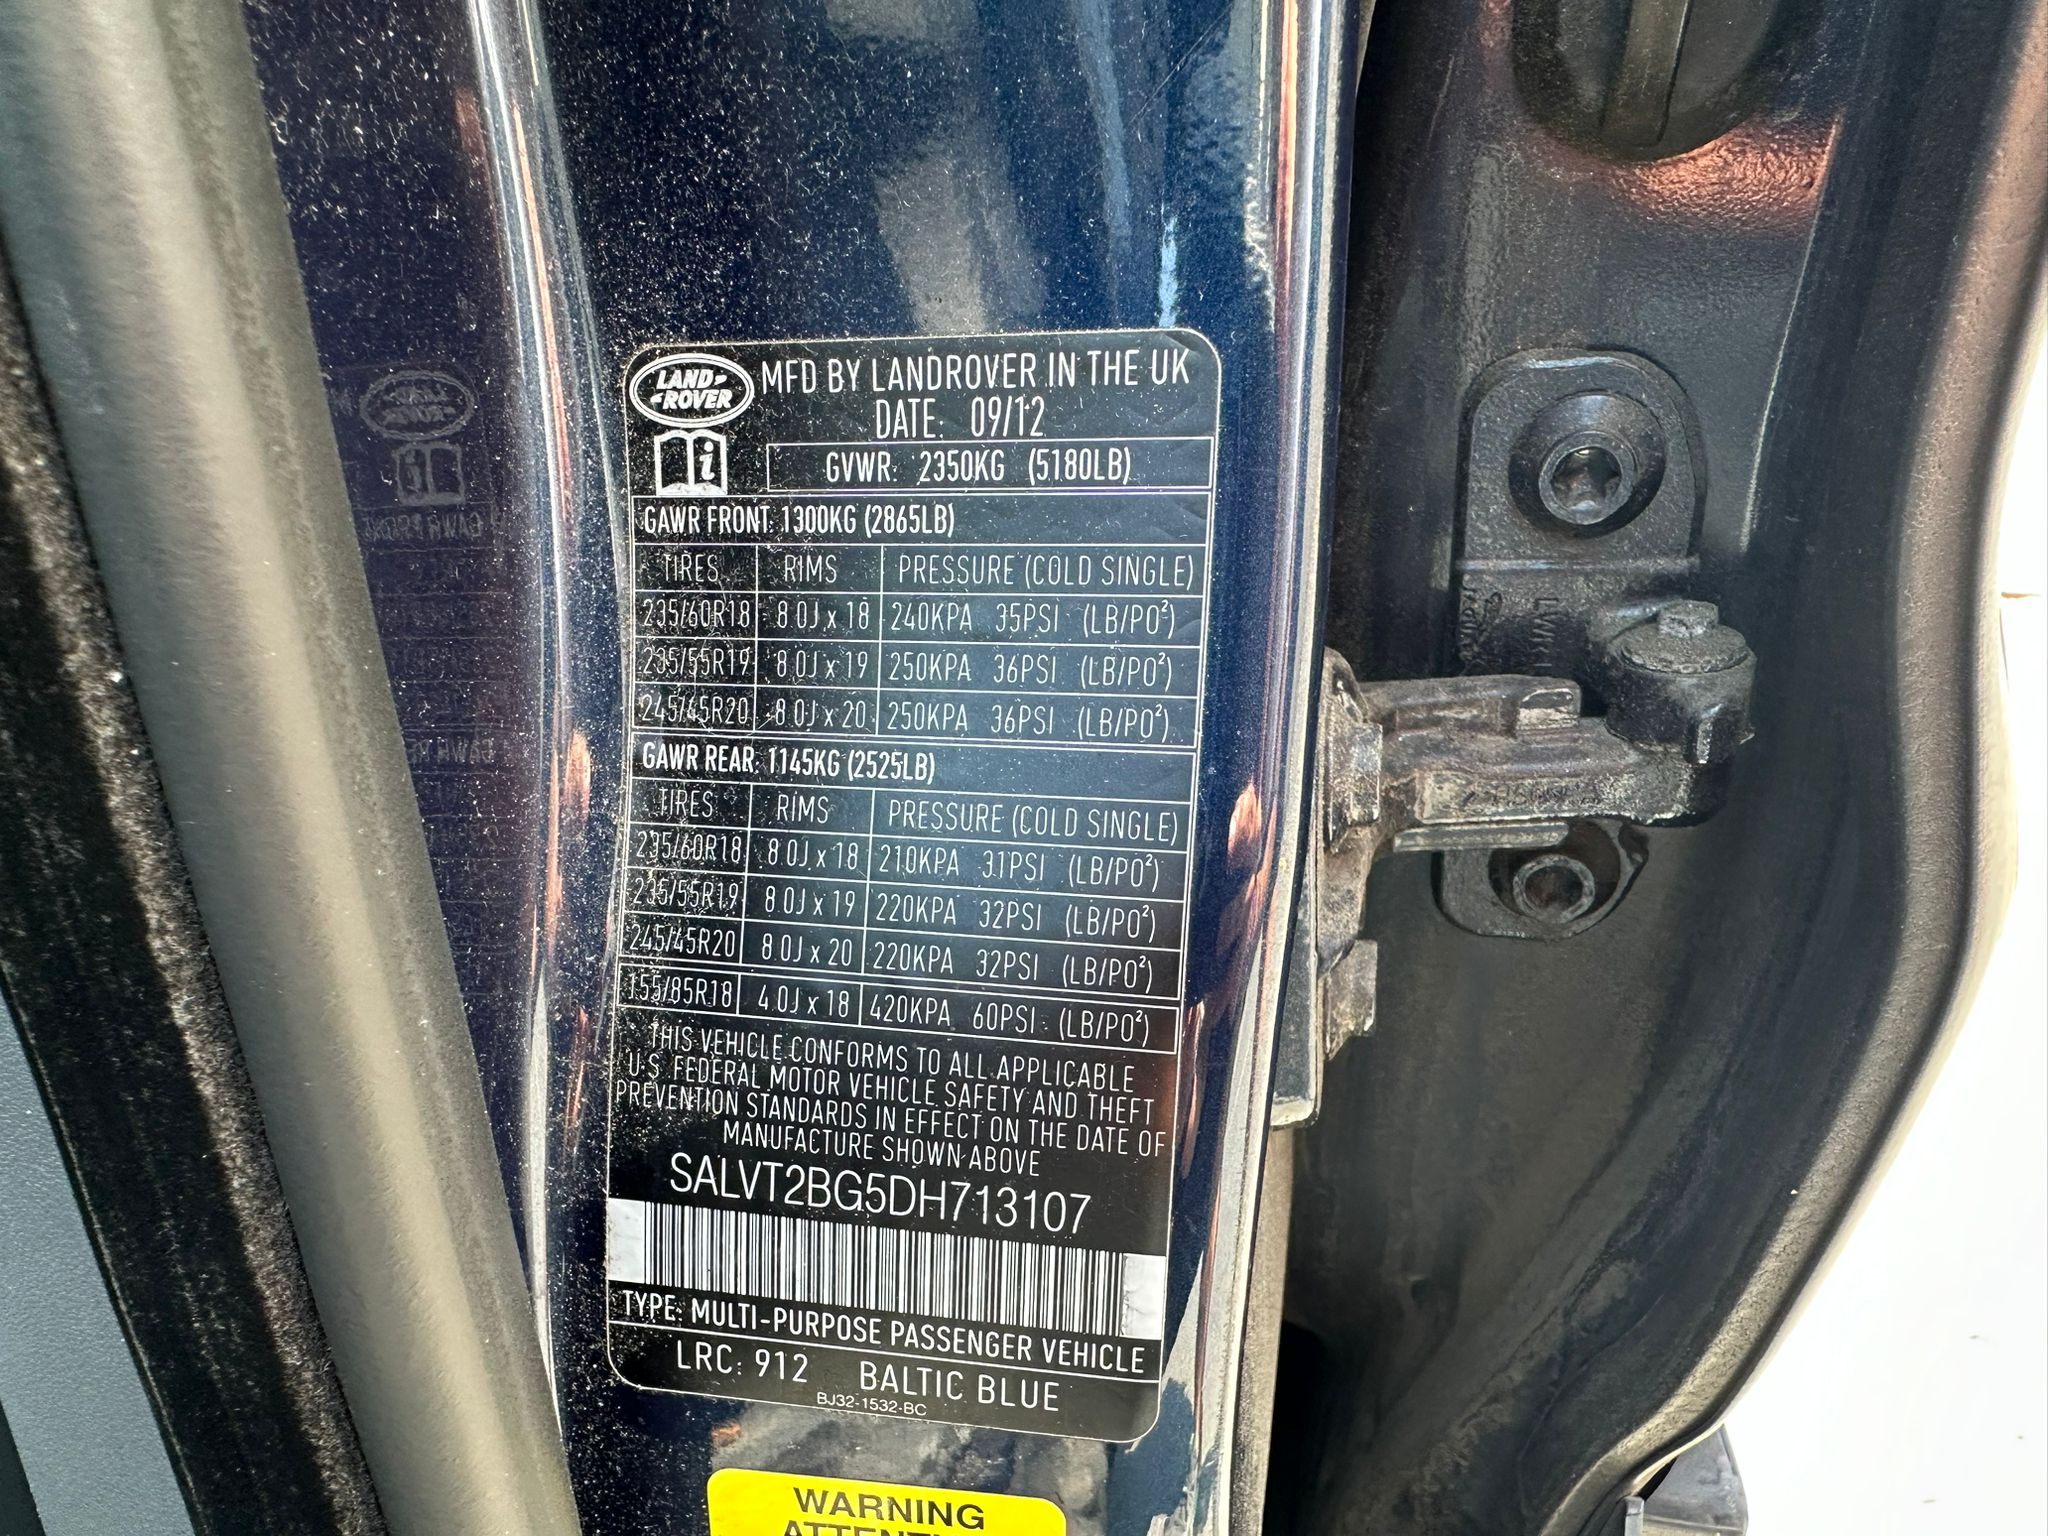 LAND ROVER
MFD BY LANDROVER IN THE UK
DATE: 09/12
GVWR: 2350KG (5180LB)
GAWR FRONT: 1300KG (2865LB)
TIRES RIMS PRESSURE (COLD SINGLE)
235/60R18 8.0J x 18 240KPA 35PSI (LB/PO²)
235/55R19 8.0J x 19 250KPA 36PSI (LB/PO²)
245/45R20 8.0J x 20 250KPA 36PSI (LB/PO²)
GAWR REAR: 1145KG (2525LB)
TIRES RIMS PRESSURE (COLD SINGLE)
235/60R18 8.0J x 18 210KPA 31PSI (LB/PO²)
235/55R19 8.0J x 19 220KPA 32PSI (LB/PO²)
245/45R20 8.0J x 20 220KPA 32PSI (LB/PO²)
155/85R18 4.0J x 18 420KPA 60PSI (LB/PO²)
THIS VEHICLE CONFORMS TO ALL APPLICABLE
U.S. FEDERAL MOTOR VEHICLE SAFETY AND THEFT
PREVENTION STANDARDS IN EFFECT ON THE DATE OF
MANUFACTURE SHOWN ABOVE
SALVT2BG5DH713107
TYPE: MULTI-PURPOSE PASSENGER VEHICLE
LRC: 912 BALTIC BLUE
BJ32-1532-BC
WARNING